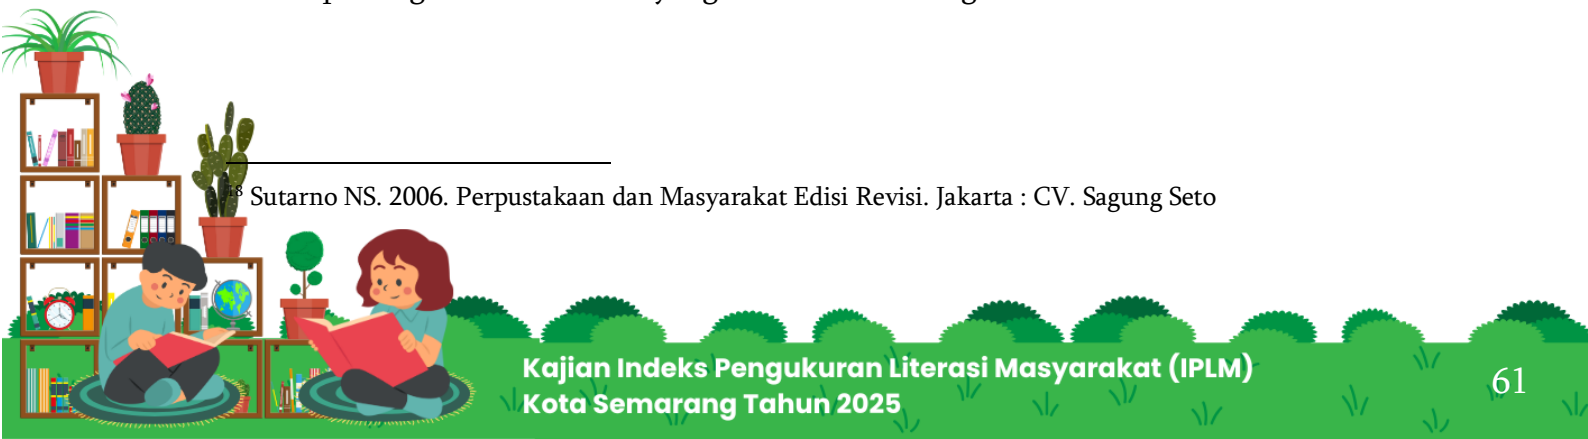 18 Sutarno NS. 2006. Perpustakaan dan Masyarakat Edisi Revisi. Jakarta : CV. Sagung Seto
Kajian Indeks Pengukuran Literasi Masyarakat (IPLM)
Kota Semarang Tahun 2025
61